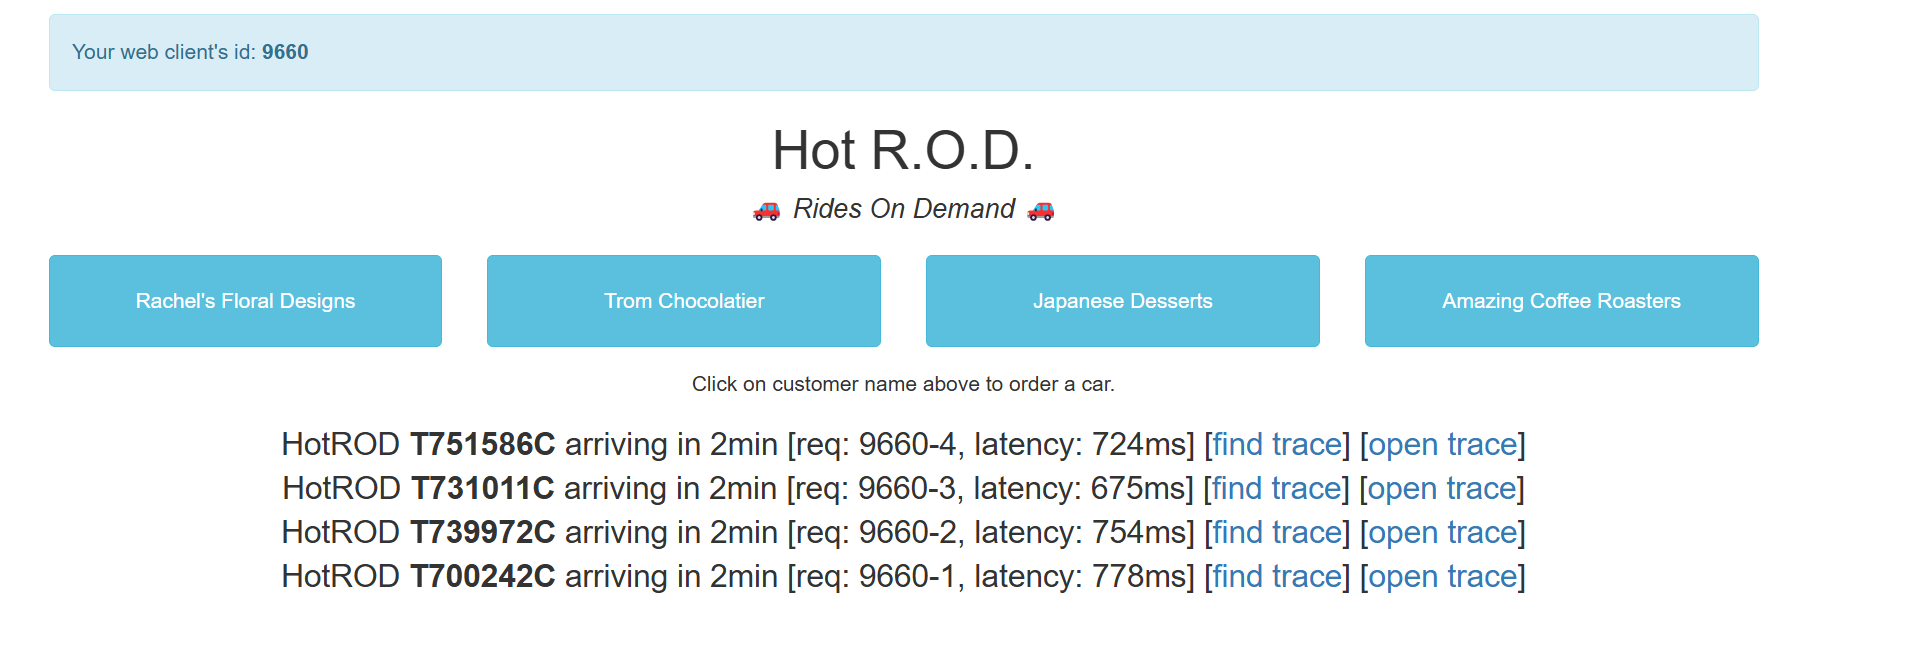 Your web client's id: 9660
Hot R.O.D.
Rides On Demand
Rachel's Floral Designs
Trom Chocolatier
Japanese Desserts
Amazing Coffee Roasters
Click on customer name above to order a car.
HotROD T751586C arriving in 2min [req: 9660-4, latency: 724ms] [find trace] [open trace]
HotROD T731011C arriving in 2min [req: 9660-3, latency: 675ms] [find trace] [open trace]
HotROD T739972C arriving in 2min [req: 9660-2, latency: 754ms] [find trace] [open trace]
HotROD T700242C arriving in 2min [req: 9660-1, latency: 778ms] [find trace] [open trace]